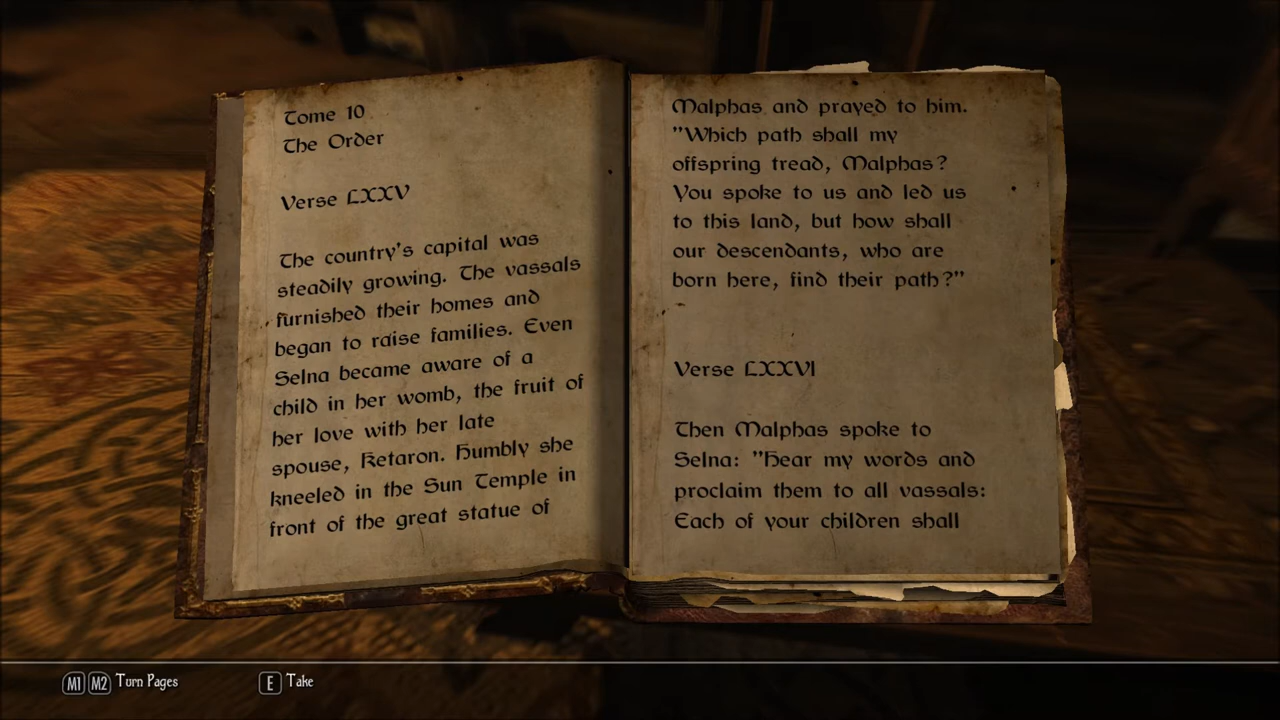 Tome 10
The Order
Verse LXXV
The country's capital was
steadily growing. The vassals
furnished their homes and
began to raise families. Even
Selna became aware of a
child in her womb, the fruit of
her love with her late
spouse, Ketaron. Humbly she
kneeled in the Sun Temple in
front of the great statue of
Malphas and prayed to him.
"Which path shall my
offspring tread, Malphas?
You spoke to us and led us
to this land, but how shall
our descendants, who are
born here, find their path?"
Verse LXXVI
Then Malphas spoke to
Selna: "Hear my words and
proclaim them to all vassals:
Each of your children shall
M1 M2 Turn Pages
E Take